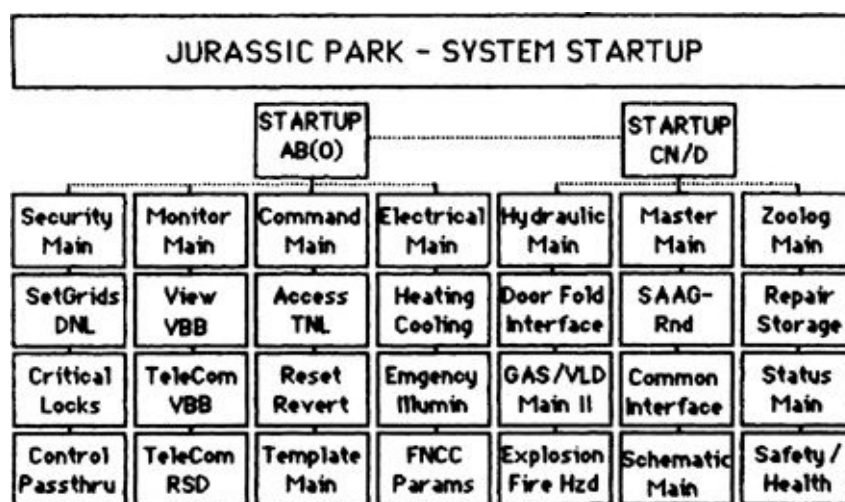 JURASSIC PARK - SYSTEM STARTUP
STARTUP
AB(0)
STARTUP
CN/D
Security
Main
Monitor
Main
Command
Main
Electrical
Main
Hydraulic
Main
Master
Main
Zoolog
Main
SetGrids
DNL
View
VBB
Access
TNL
Heating
Cooling
Door Fold
Interface
SAAG-
Rnd
Repair
Storage
Critical
Locks
TeleCom
VBB
Reset
Revert
Emgency
Illumin
GAS/VLD
Main II
Common
Interface
Status
Main
Control
Passthru
TeleCom
RSD
Template
Main
FNCC
Params
Explosion
Fire Hzd
Schematic
Main
Safety /
Health